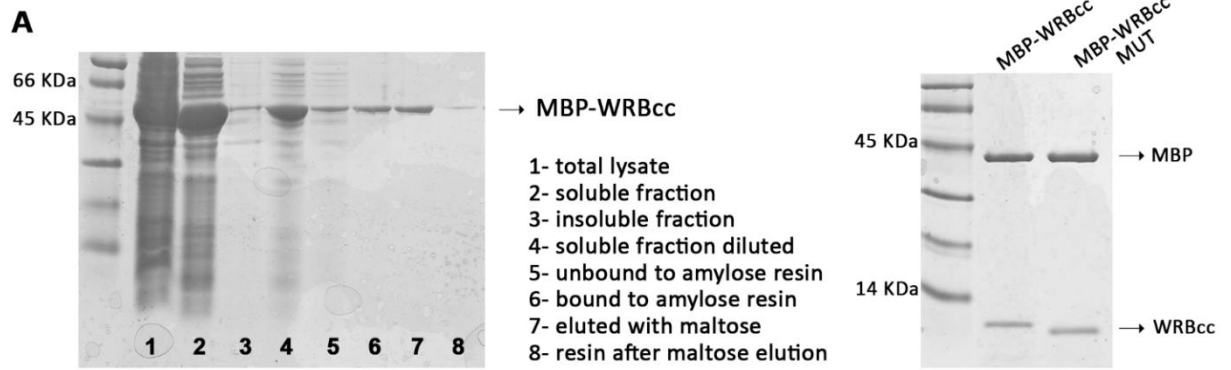 A
66 KDa
45 KDa
1 2 3 4 5 6 7 8
MBP-WRBcc
1- total lysate
2- soluble fraction
3- insoluble fraction
4- soluble fraction diluted
5- unbound to amylose resin
6- bound to amylose resin
7- eluted with maltose
8- resin after maltose elution
MBP-WRBcc
MBP-WRBcc
MUT
45 KDa
14 KDa
MBP
WRBcc